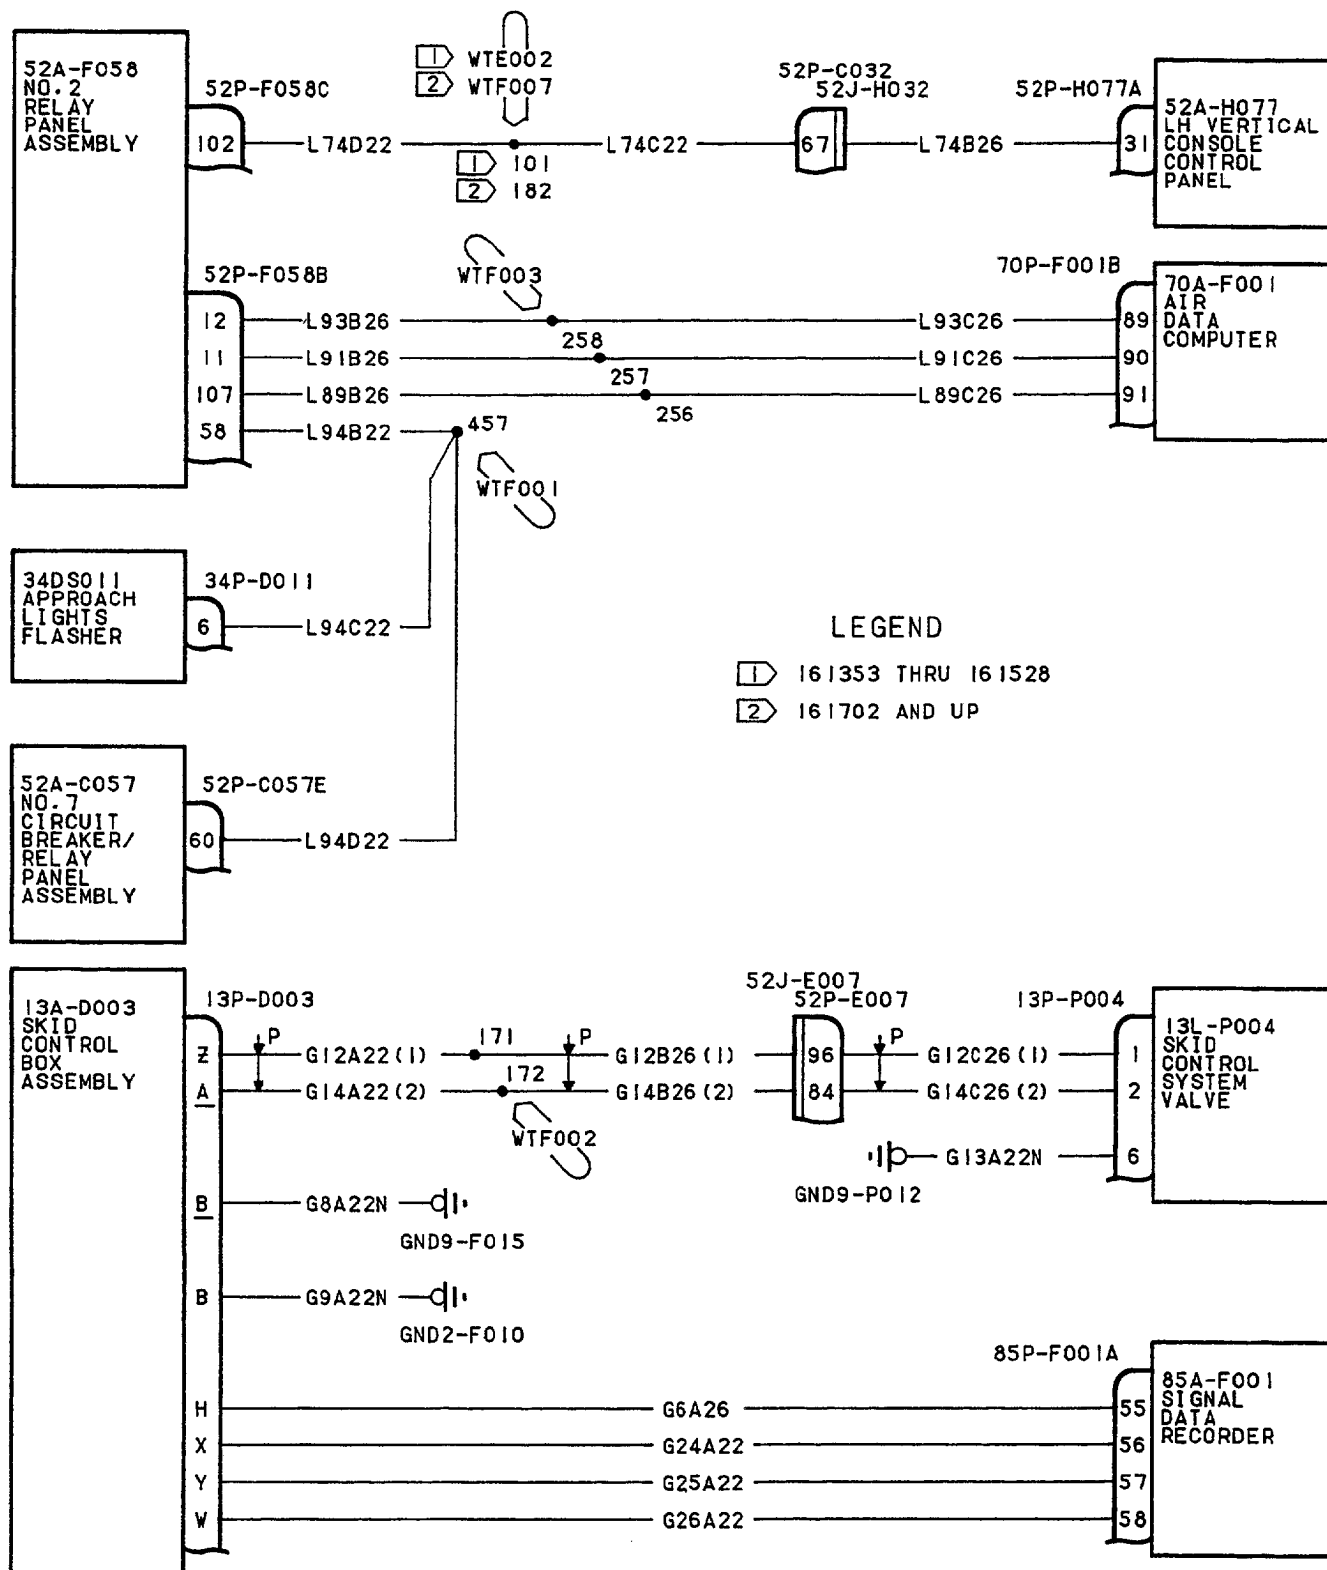 52A-F058
NO.2
RELAY
PANEL
ASSEMBLY
52P-F058C
102
L74D22
1 WTE002
2 WTF007
1 101
2 182
L74C22
52P-C032
52J-H032
67
L74B26
52P-H077A
31
52A-H077
LH VERTICAL
CONSOLE
CONTROL
PANEL
52P-F058B
12
L93B26
WTF003
258
L93C26
70P-F001B
89
70A-F001
AIR
DATA
COMPUTER
11
L91B26
257
L91C26
90
107
L89B26
256
L89C26
91
58
L94B22
457
WTF001
34DS011
APPROACH
LIGHTS
FLASHER
34P-D011
6
L94C22
LEGEND
1 161353 THRU 161528
2 161702 AND UP
52A-C057
NO.7
CIRCUIT
BREAKER/
RELAY
PANEL
ASSEMBLY
52P-C057E
60
L94D22
13A-D003
SKID
CONTROL
BOX
ASSEMBLY
13P-D003
Z
P
G12A22(1)
171
P
G12B26(1)
52J-E007
52P-E007
96
P
G12C26(1)
13P-P004
1
13L-P004
SKID
CONTROL
SYSTEM
VALVE
A
G14A22(2)
172
G14B26(2)
84
G14C26(2)
2
WTF002
G13A22N
6
GND9-P012
B
G8A22N
GND9-F015
B
G9A22N
GND2-F010
85P-F001A
85A-F001
SIGNAL
DATA
RECORDER
H
G6A26
55
X
G24A22
56
Y
G25A22
57
W
G26A22
58